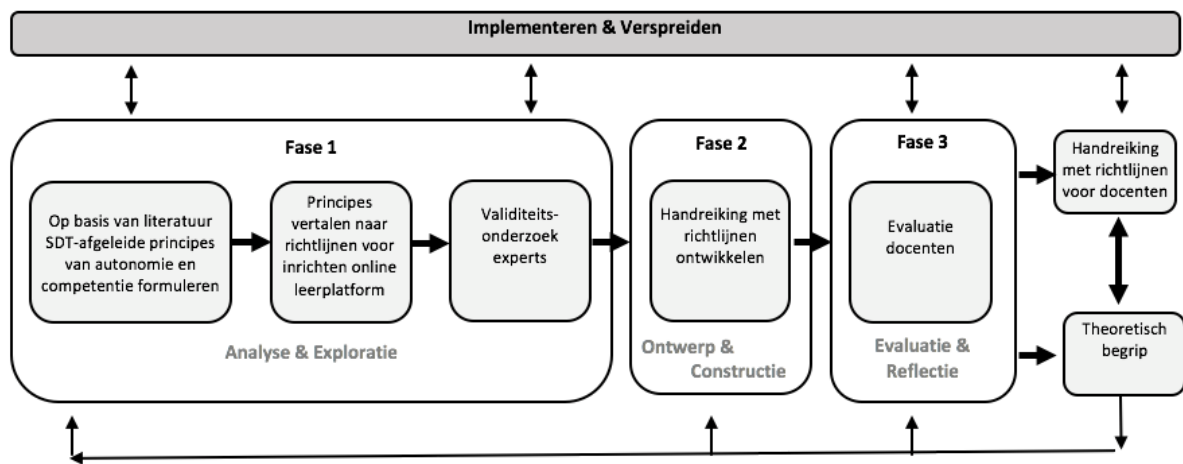 Implementeren & Verspreiden
Fase 1
Op basis van literatuur
SDT-afgeleide principes
van autonomie en
competentie formuleren
Principes
vertalen naar
richtlijnen voor
inrichten online
leerplatform
Validiteits-
onderzoek
experts
Analyse & Exploratie
Fase 2
Handreiking met
richtlijnen
ontwikkelen
Ontwerp &
Constructie
Fase 3
Evaluatie
docenten
Evaluatie &
Reflectie
Handreiking
met richtlijnen
voor docenten
Theoretisch
begrip